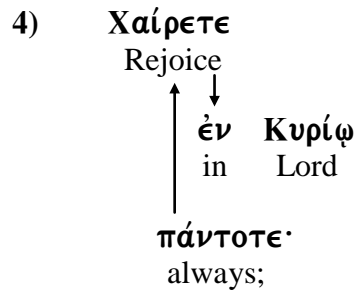 4) Χαίρετε
Rejoice
ἐν Κυρίῳ
in Lord
πάντοτε·
always;